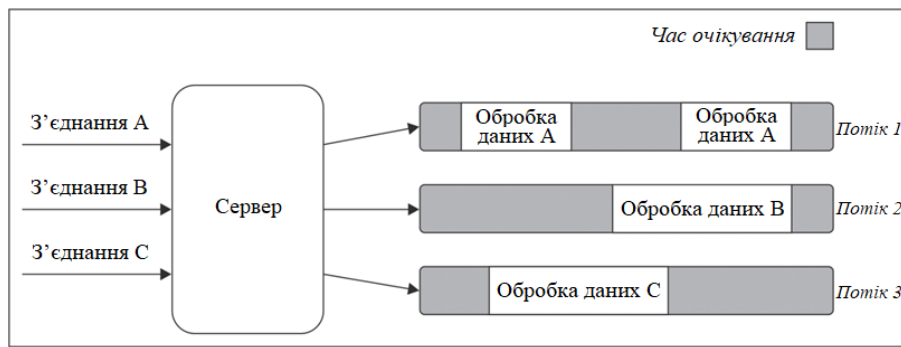 Час очікування
З’єднання А
З’єднання В
З’єднання С
Сервер
Обробка
даних А
Обробка
даних А
Потік 1
Обробка даних В
Потік 2
Обробка даних С
Потік 3